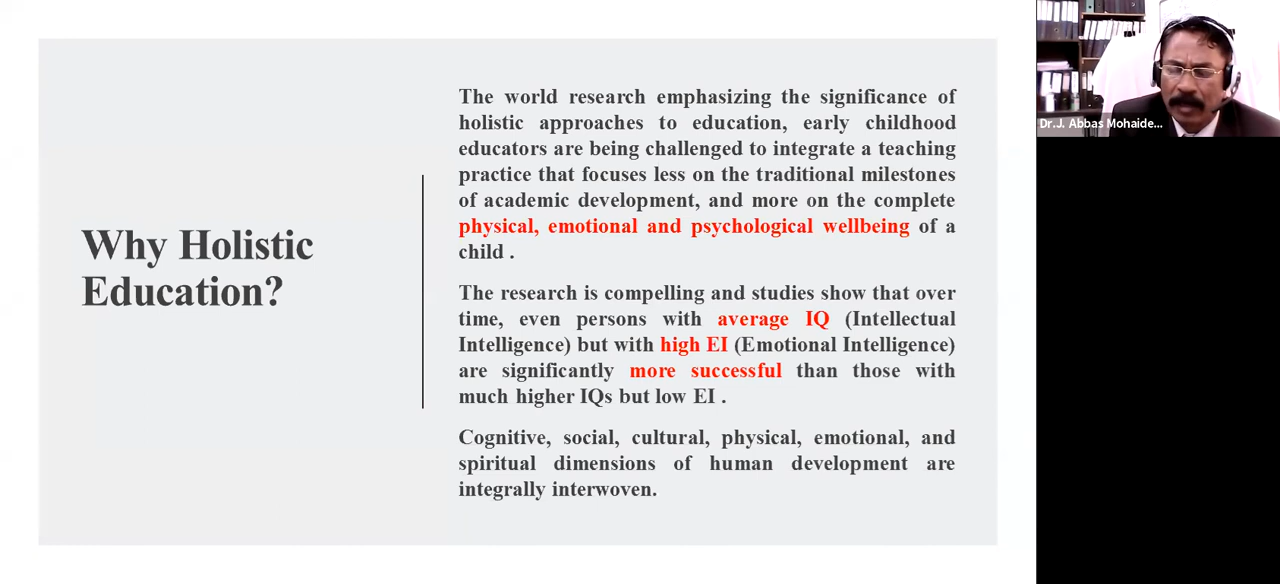 Why Holistic
Education?
The world research emphasizing the significance of
holistic approaches to education, early childhood
educators are being challenged to integrate a teaching
practice that focuses less on the traditional milestones
of academic development, and more on the complete
physical, emotional and psychological wellbeing of a
child .
The research is compelling and studies show that over
time, even persons with average IQ (Intellectual
Intelligence) but with high EI (Emotional Intelligence)
are significantly more successful than those with
much higher IQs but low EI .
Cognitive, social, cultural, physical, emotional, and
spiritual dimensions of human development are
integrally interwoven.
Dr.J. Abbas Mohaide...